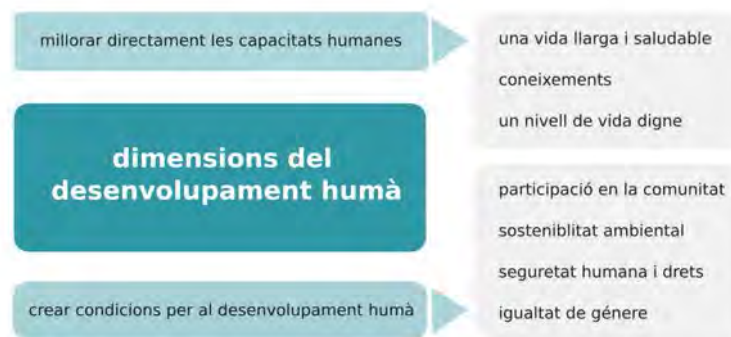 millorar directament les capacitats humanes
una vida llarga i saludable
coneixements
un nivell de vida digne
dimensions del
desenvolupament humà
participació en la comunitat
sosteniblitat ambiental
seguretat humana i drets
igualtat de génere
crear condicions per al desenvolupament humà